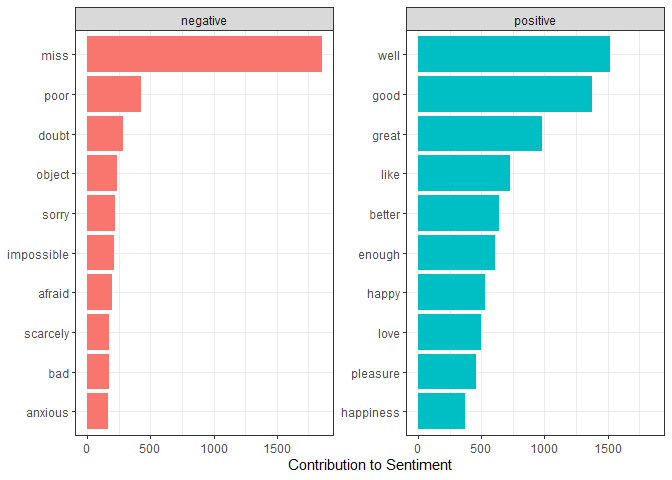 negative
miss
poor
doubt
object
sorry
impossible
afraid
scarcely
bad
anxious
0 500 1000 1500
positive
well
good
great
like
better
enough
happy
love
pleasure
happiness
0 500 1000 1500
Contribution to Sentiment